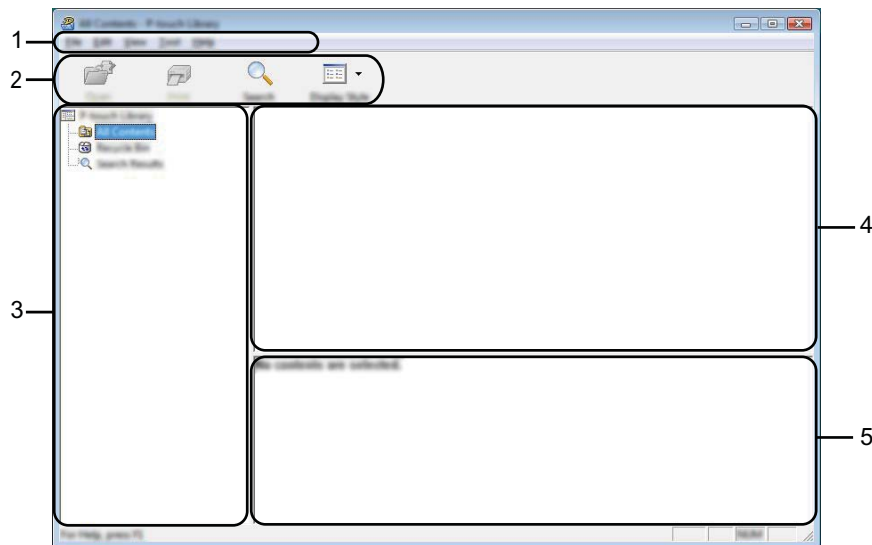 All Contents - P-touch Library
File Edit View Tool Help
1
2
Open Print Search Display Style
P-touch Library
All Contents
Recycle Bin
Search Results
3
4
No contents are selected.
5
For Help, press F1
NUM